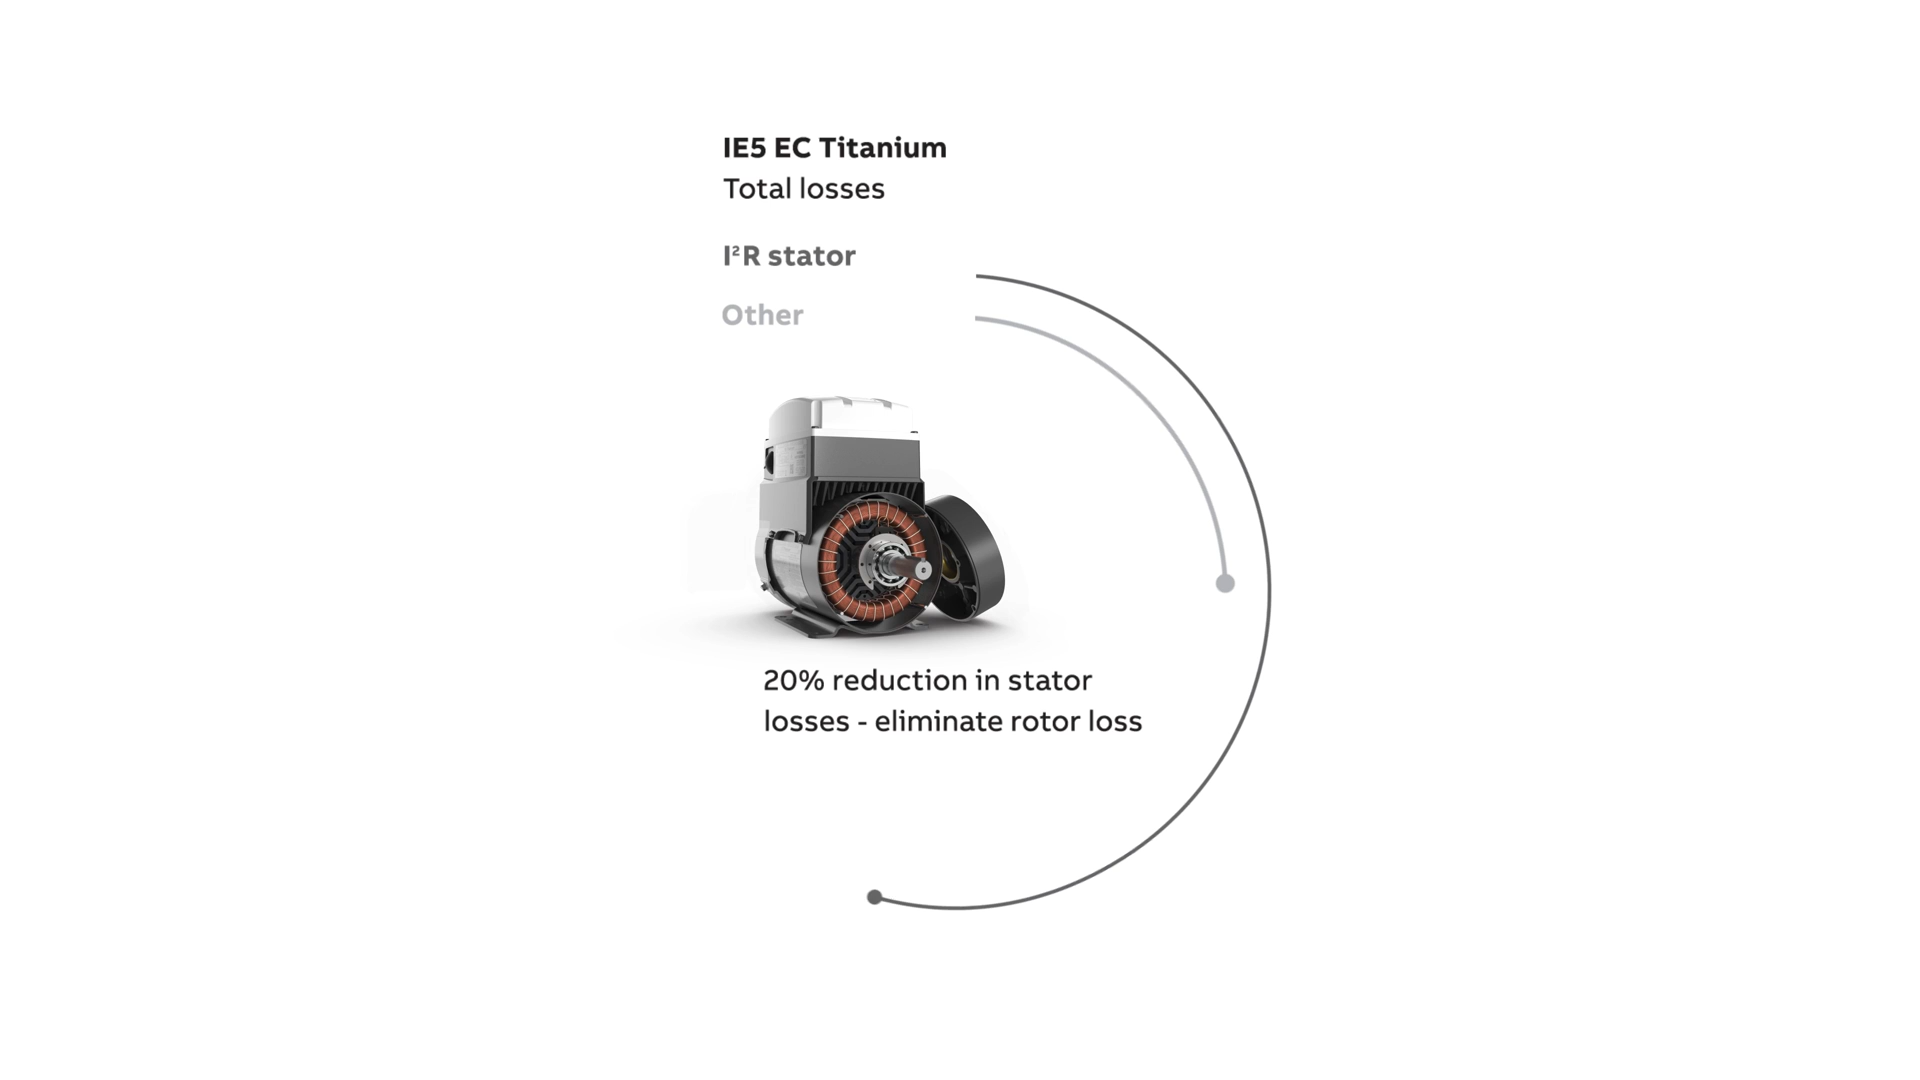 IE5 EC Titanium
Total losses
I²R stator
Other
20% reduction in stator
losses - eliminate rotor loss